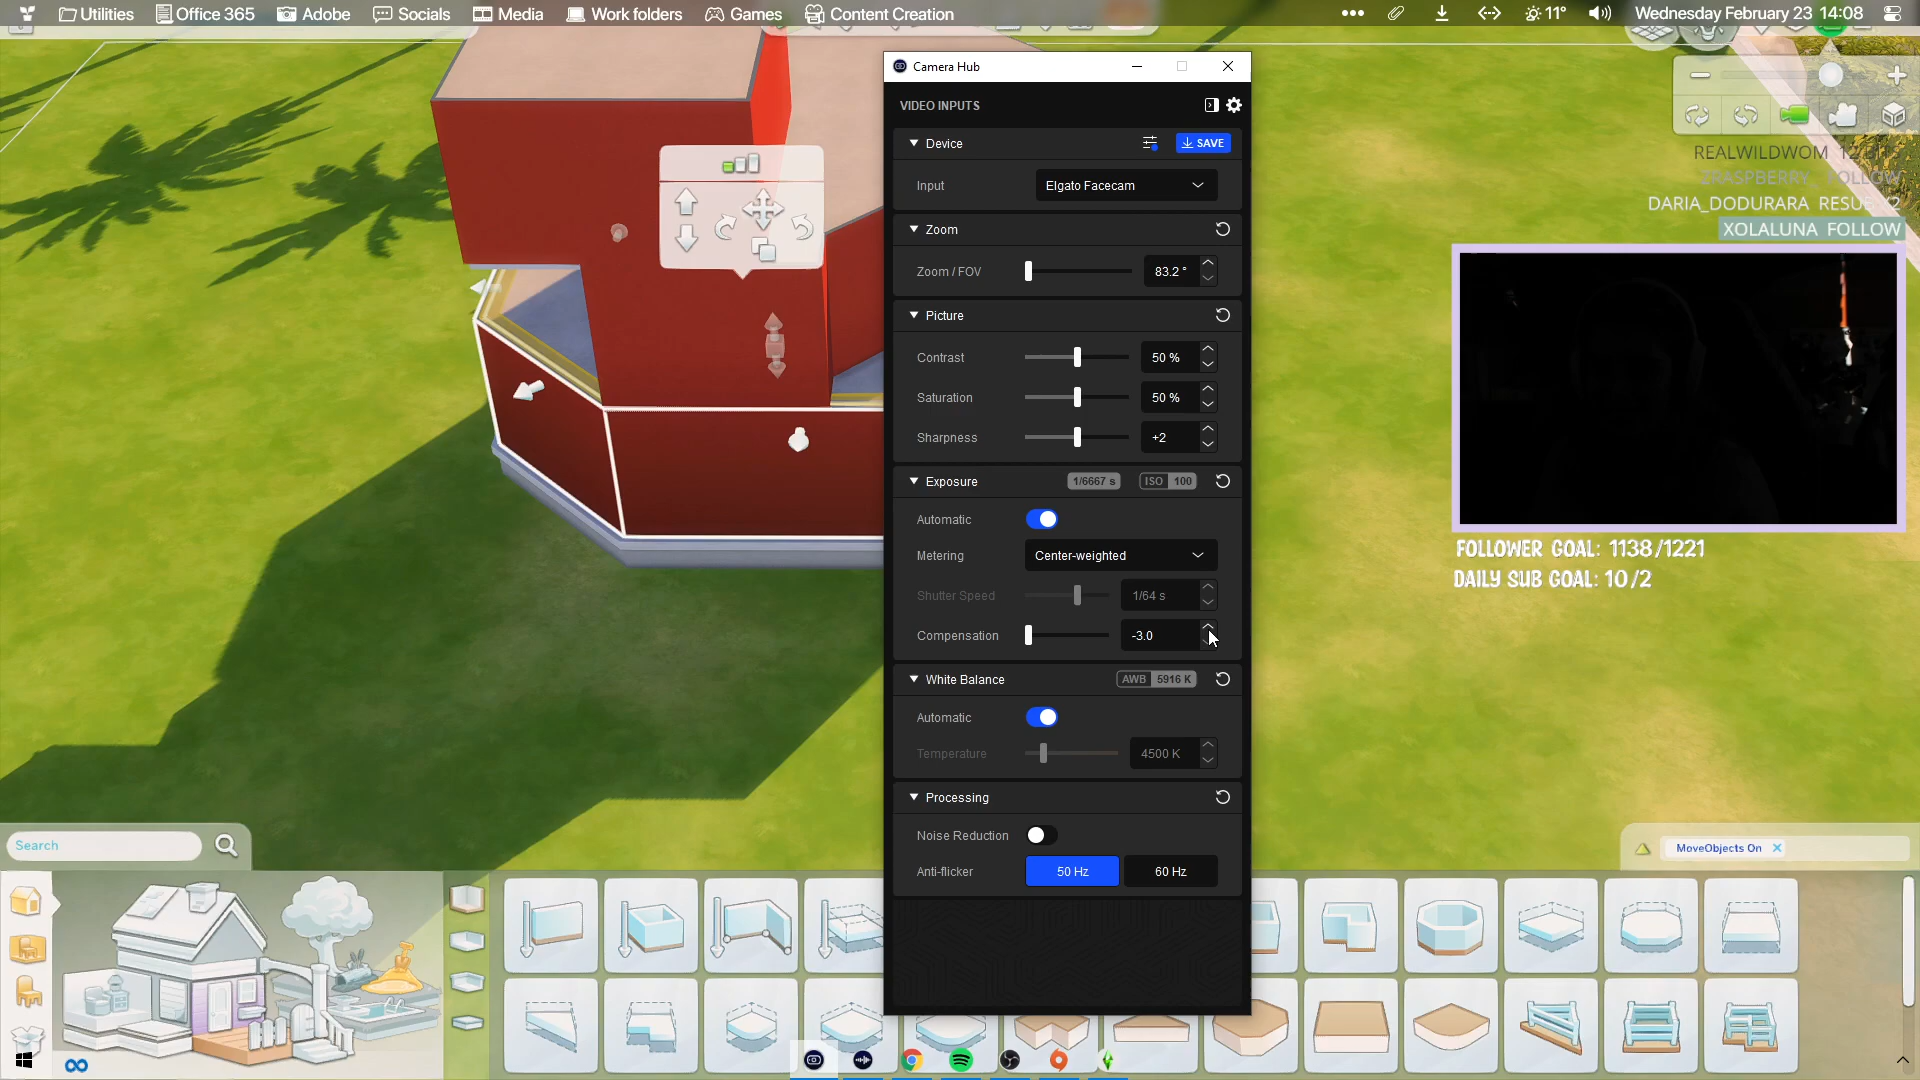 Utilities Office 365 Adobe Socials Media Work folders Games Content Creation
11° Wednesday February 23 14:08
Camera Hub
VIDEO INPUTS
Device SAVE
Input Elgato Facecam
Zoom
Zoom / FOV 83.2 °
Picture
Contrast 50 %
Saturation 50 %
Sharpness +2
Exposure 1/6667 s ISO 100
Automatic
Metering Center-weighted
Shutter Speed 1/64 s
Compensation -3.0
White Balance AWB 5916 K
Automatic
Temperature 4500 K
Processing
Noise Reduction
Anti-flicker 50 Hz 60 Hz
REALWILDWOM
FOLLOW
DARIA_DODURARA
XOLALUNA FOLLOW
FOLLOWER GOAL: 1138/1221
DAILY SUB GOAL: 10/2
Search
MoveObjects On